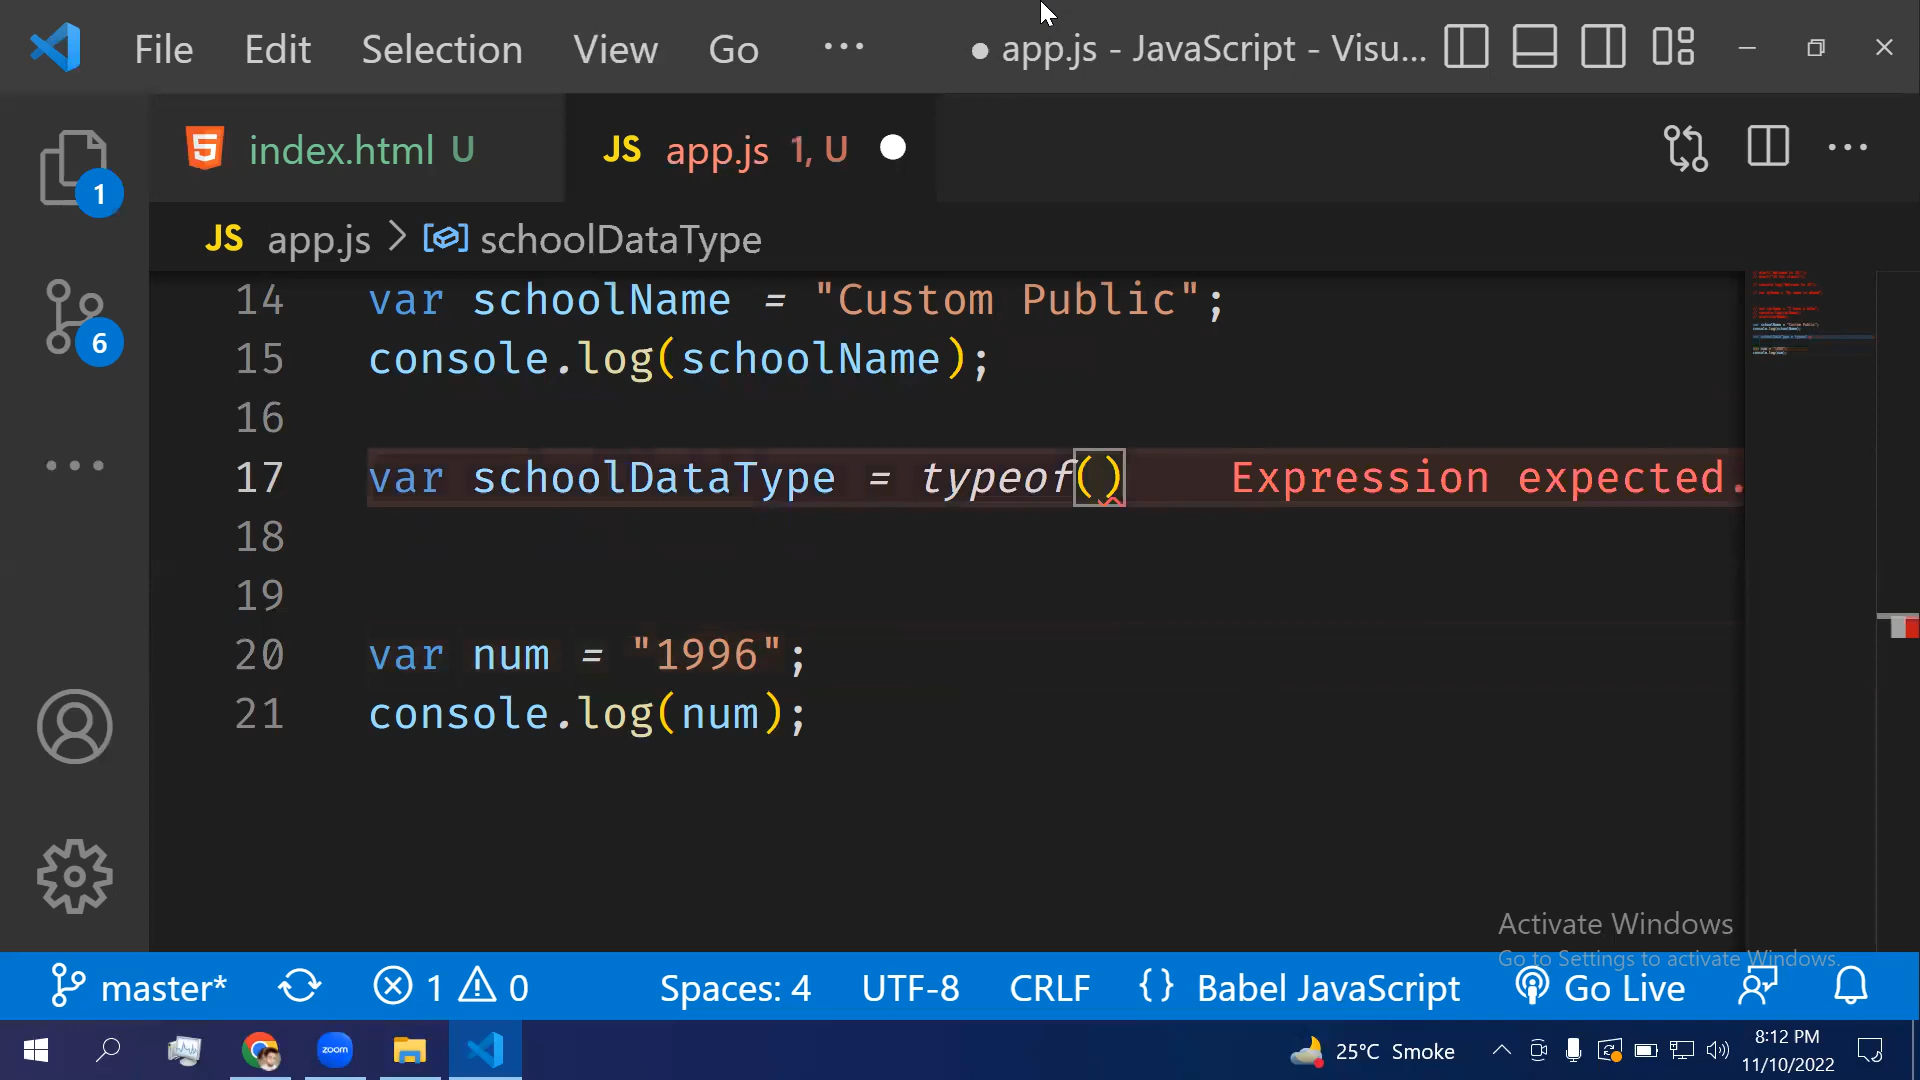 File Edit Selection View Go ··· ● app.js - JavaScript - Visu...
index.html U JS app.js 1, U
JS app.js > schoolDataType
14 var schoolName = "Custom Public";
15 console.log(schoolName);
16
17 var schoolDataType = typeof() Expression expected.
18
19
20 var num = "1996";
21 console.log(num);
1
6
Activate Windows
Go to Settings to activate Windows.
master* 1 0 Spaces: 4 UTF-8 CRLF {} Babel JavaScript Go Live
zoom 25°C Smoke 8:12 PM
11/10/2022